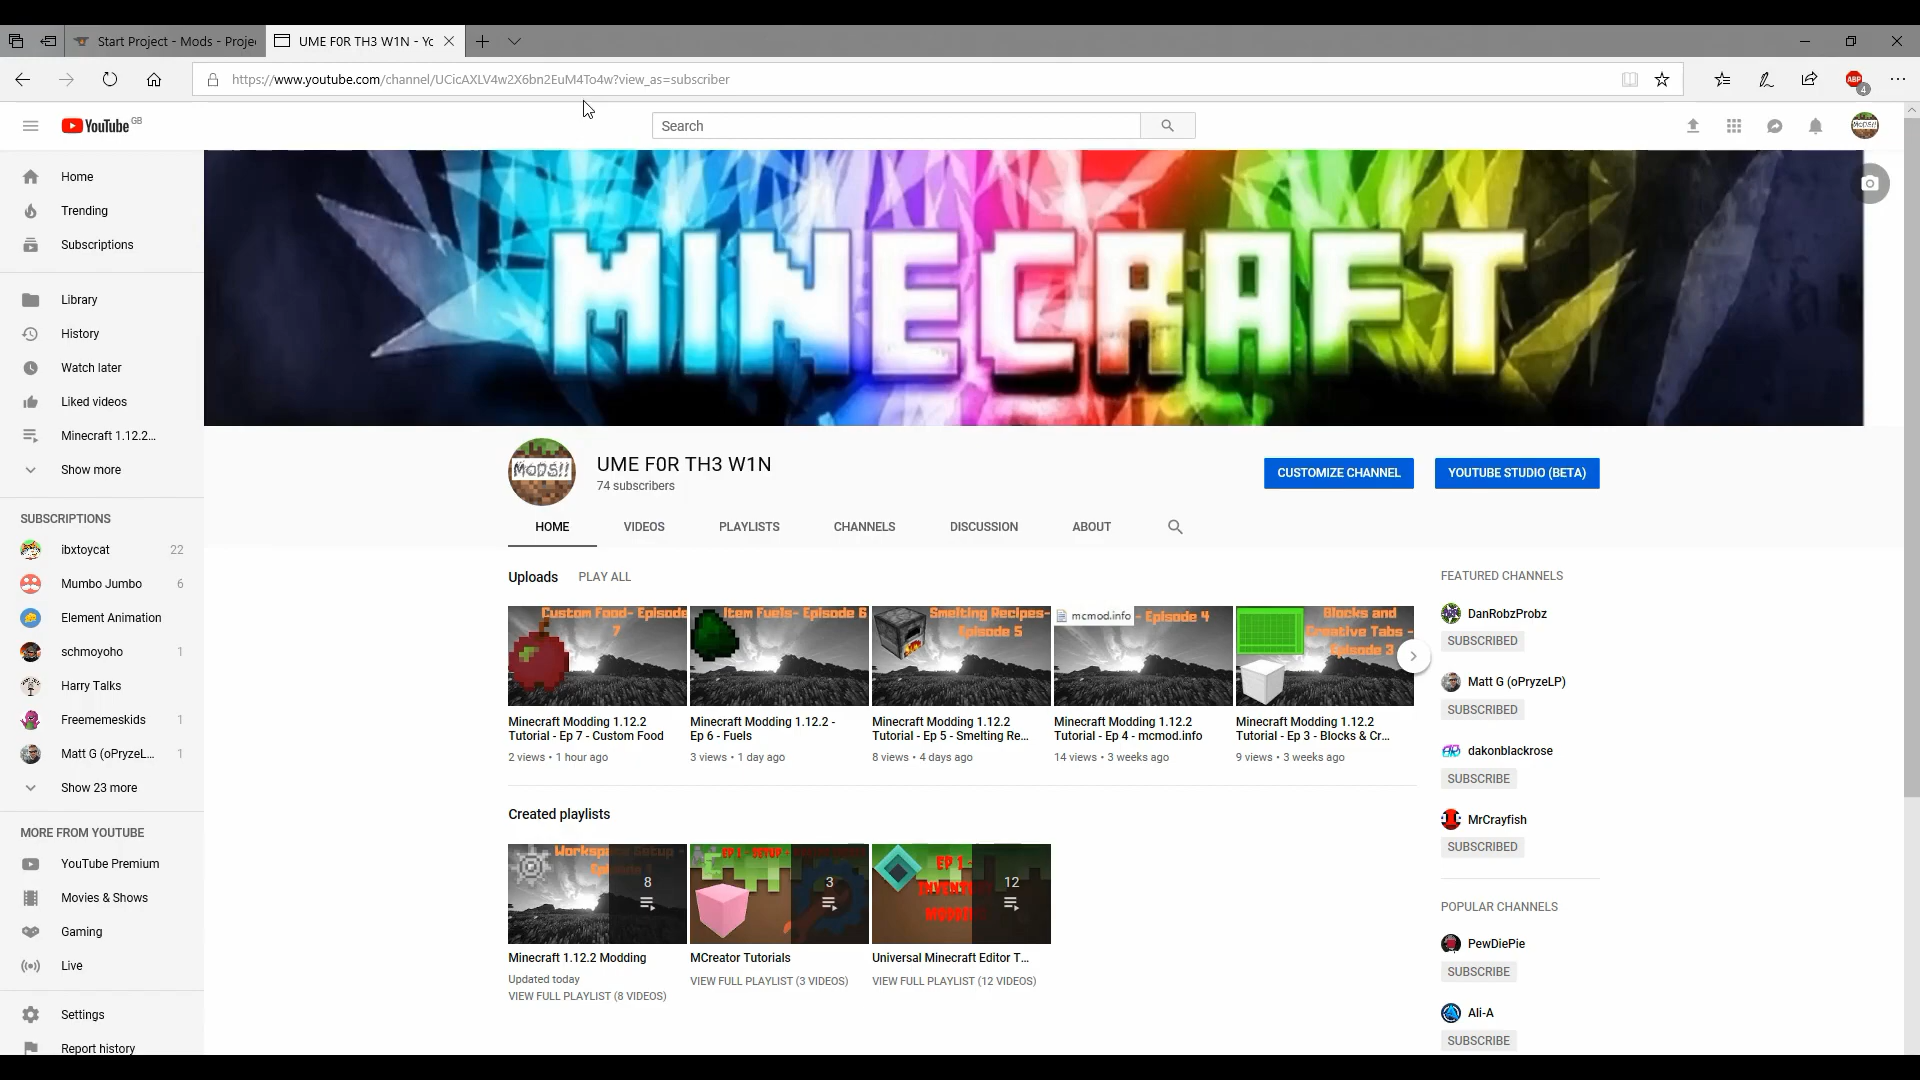 Start Project - Mods - Proje
UME F0R TH3 W1N - Yo
https://www.youtube.com/channel/UCicAXLV4w2X6bn2EuM4To4w?view_as=subscriber
ABP
4
YouTube GB
Search
MODS!!
Home
Trending
Subscriptions
Library
History
Watch later
Liked videos
Minecraft 1.12.2...
Show more
SUBSCRIPTIONS
ibxtoycat 22
Mumbo Jumbo 6
Element Animation
schmoyoho 1
Harry Talks
Freememeskids 1
Matt G (oPryzeL... 1
Show 23 more
MORE FROM YOUTUBE
YouTube Premium
Movies & Shows
Gaming
Live
Settings
Report history
MINECRAFT
MODS!!
UME F0R TH3 W1N
74 subscribers
CUSTOMIZE CHANNEL
YOUTUBE STUDIO (BETA)
HOME VIDEOS PLAYLISTS CHANNELS DISCUSSION ABOUT
Uploads PLAY ALL
Custom Food- Episode
7
Minecraft Modding 1.12.2
Tutorial - Ep 7 - Custom Food
2 views • 1 hour ago
Item Fuels- Episode 6
Minecraft Modding 1.12.2 -
Ep 6 - Fuels
3 views • 1 day ago
Smelting Recipes-
Episode 5
Minecraft Modding 1.12.2
Tutorial - Ep 5 - Smelting Re...
8 views • 4 days ago
mcmod.info - Episode 4
Minecraft Modding 1.12.2
Tutorial - Ep 4 - mcmod.info
14 views • 3 weeks ago
Blocks and
Creative Tabs -
Episode 3
Minecraft Modding 1.12.2
Tutorial - Ep 3 - Blocks & Cr...
9 views • 3 weeks ago
Created playlists
Workspace Setup -
8
Minecraft 1.12.2 Modding
Updated today
VIEW FULL PLAYLIST (8 VIDEOS)
EP 1 - SETUP +
3
MCreator Tutorials
VIEW FULL PLAYLIST (3 VIDEOS)
EP 1 -
12
Universal Minecraft Editor T...
VIEW FULL PLAYLIST (12 VIDEOS)
FEATURED CHANNELS
DanRobzProbz
SUBSCRIBED
Matt G (oPryzeLP)
SUBSCRIBED
dakonblackrose
SUBSCRIBE
MrCrayfish
SUBSCRIBED
POPULAR CHANNELS
PewDiePie
SUBSCRIBE
Ali-A
SUBSCRIBE